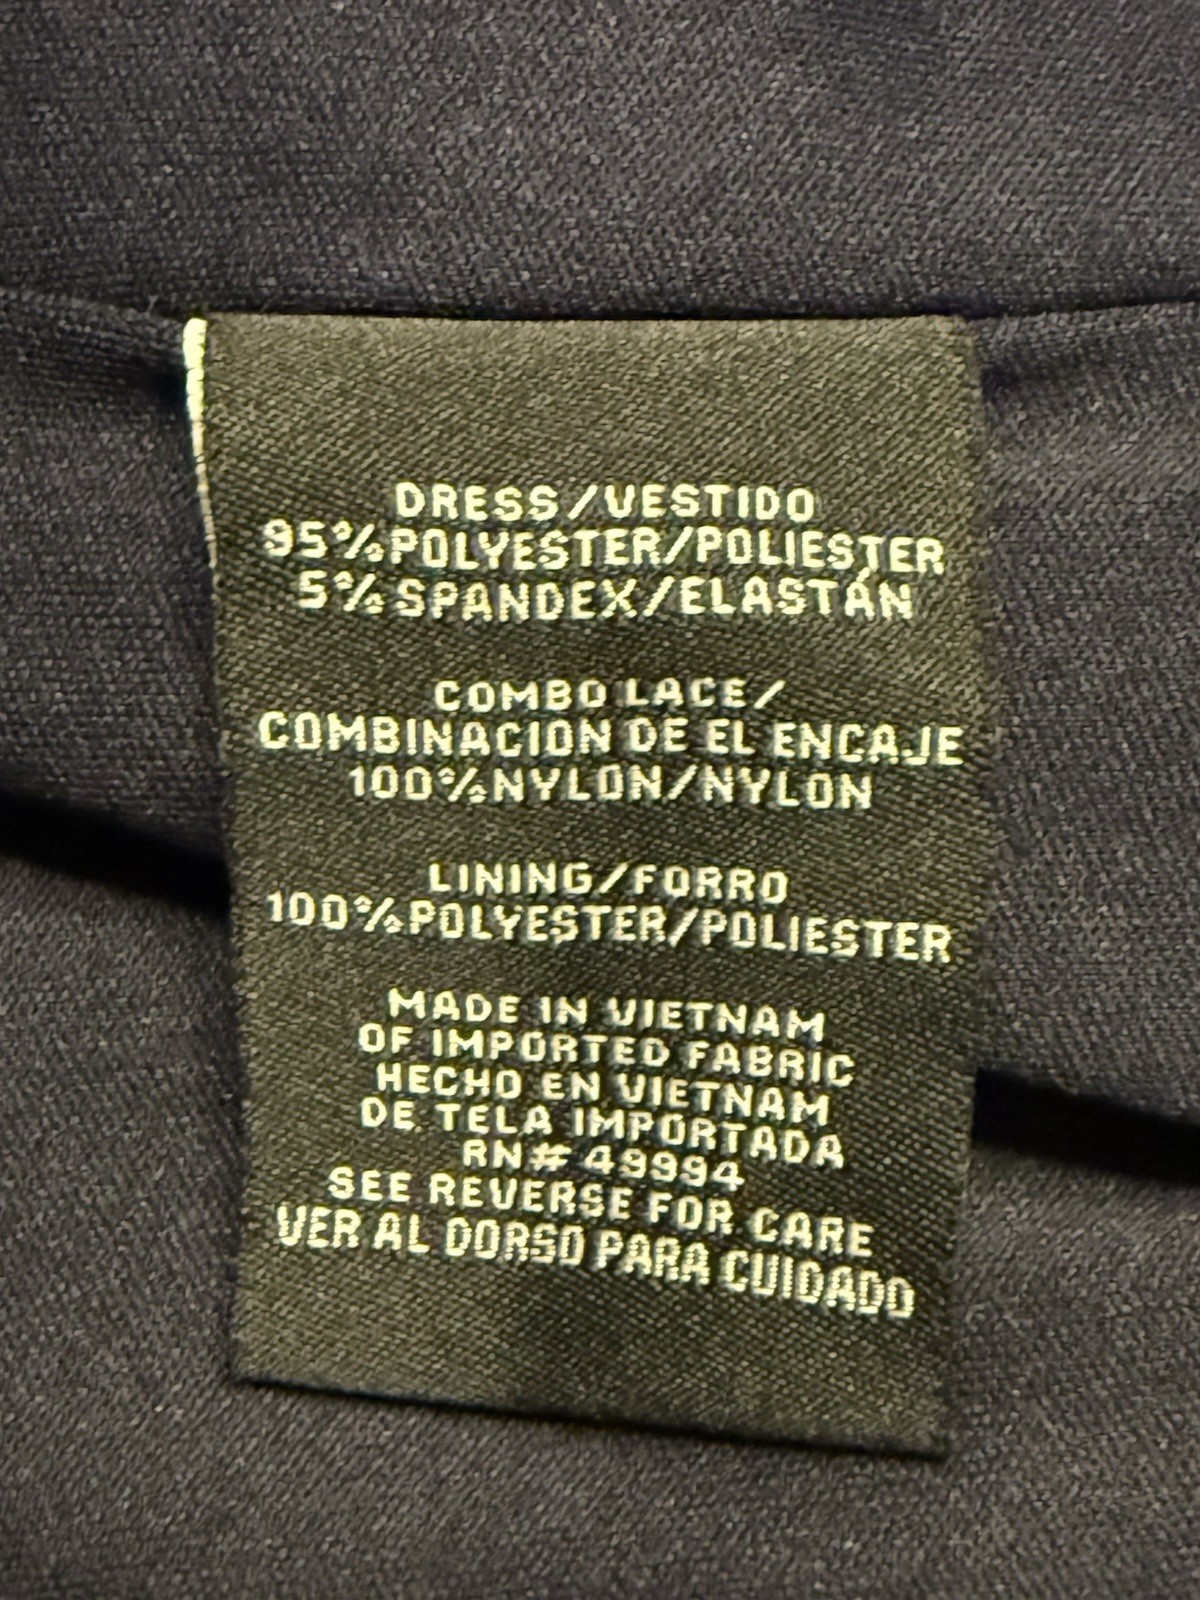 DRESS/VESTIDO
95%POLYESTER/POLIESTER
5%SPANDEX/ELASTÁN
COMBO LACE/
COMBINACION DE EL ENCAJE
100%NYLON/NYLON
LINING/FORRO
100%POLYESTER/POLIESTER
MADE IN VIETNAM
OF IMPORTED FABRIC
HECHO EN VIETNAM
DE TELA IMPORTADA
RN# 49994
SEE REVERSE FOR CARE
VER AL DORSO PARA CUIDADO